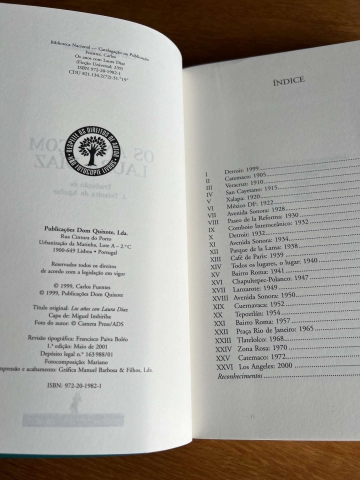 Biblioteca Nacional — Catalogação na Publicação
Fuentes, Carlos
Os anos com Laura Díaz
(Ficção Universal; 259)
ISBN 972-20-1982-1
CDU 821.134.2(72)-31."19"
RESPEITE OS DIREITOS DE AUTOR
NÃO FOTOCOPIE LIVROS
Publicações Dom Quixote, Lda.
Rua Cintura do Porto
Urbanização da Matinha, Lote A – 2.º C
1900-649 Lisboa • Portugal
Reservados todos os direitos
de acordo com a legislação em vigor
© 1999, Carlos Fuentes
© 1999, Publicações Dom Quixote
Título original: Los años con Laura Díaz
Capa de: Miguel Imbiriba
Foto do autor: © Camera Press/ADS
Revisão tipográfica: Francisco Paiva Boléo
1.ª edição: Maio de 2001
Depósito legal n.º 163 988/01
Fotocomposição: Mariano
Impressão e acabamento: Gráfica Manuel Barbosa & Filhos, Lda.
ISBN: 972-20-1982-1
ÍNDICE
I Detroit: 1999
II Catemaco: 1905
III Veracruz: 1910
IV San Cayetano: 1915
V Xalapa: 1920
VI México DF: 1922
VII Avenida Sonora: 1928
VIII Paseo de la Reforma: 1930
IX Comboio Interoceânico: 1932
X Detroit: 1932
XI Avenida Sonora: 1934
XII Parque de la Lama: 1938
XIII Café de Paris: 1939
XIV Todos os lugares, o lugar: 1940
XV Bairro Roma: 1941
XVI Chapultepec-Polanco: 1947
XVII Lanzarote: 1949
XVIII Avenida Sonora: 1950
XIX Cuernavaca: 1952
XX Tepoztlán: 1954
XXI Bairro Roma: 1957
XXII Praça Rio de Janeiro: 1965
XXIII Tlatelolco: 1968
XXIV Zona Rosa: 1970
XXV Catemaco: 1972
XXVI Los Angeles: 2000
Reconhecimentos